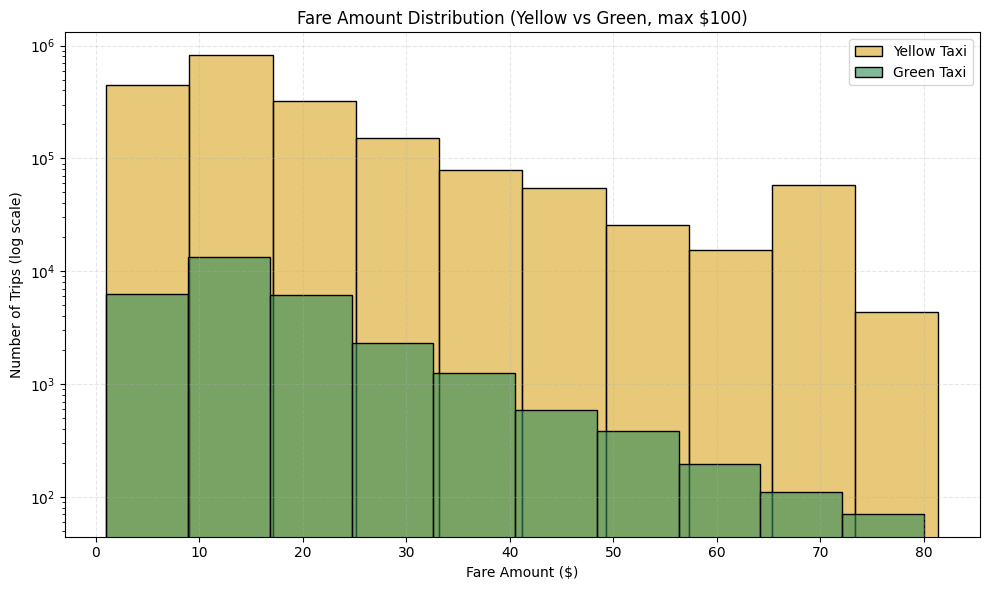 Fare Amount Distribution (Yellow vs Green, max $100)
Yellow Taxi
Green Taxi
Number of Trips (log scale)
10⁶
10⁵
10⁴
10³
10²
0 10 20 30 40 50 60 70 80
Fare Amount ($)